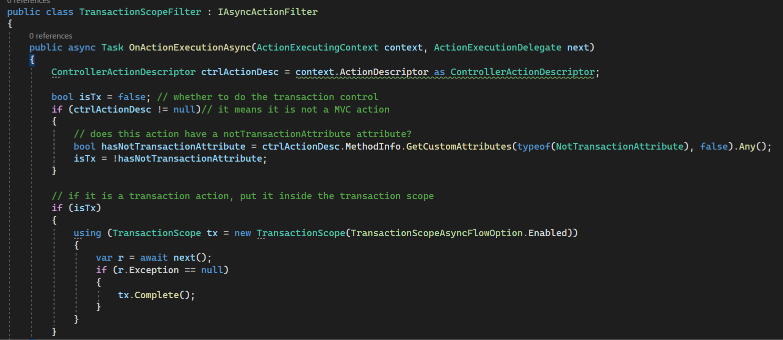 0 references
public class TransactionScopeFilter : IAsyncActionFilter
{
0 references
public async Task OnActionExecutionAsync(ActionExecutingContext context, ActionExecutionDelegate next)
{
ControllerActionDescriptor ctrlActionDesc = context.ActionDescriptor as ControllerActionDescriptor;
bool isTx = false; // whether to do the transaction control
if (ctrlActionDesc != null)// it means it is not a MVC action
{
// does this action have a notTransactionAttribute attribute?
bool hasNotTransactionAttribute = ctrlActionDesc.MethodInfo.GetCustomAttributes(typeof(NotTransactionAttribute), false).Any();
isTx = !hasNotTransactionAttribute;
}
// if it is a transaction action, put it inside the transaction scope
if (isTx)
{
using (TransactionScope tx = new TransactionScope(TransactionScopeAsyncFlowOption.Enabled))
{
var r = await next();
if (r.Exception == null)
{
tx.Complete();
}
}
}